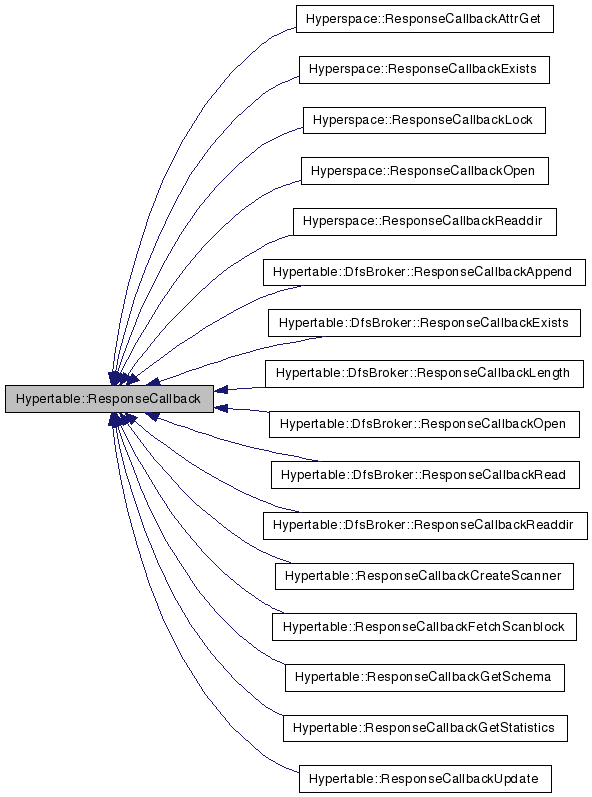 Hyperspace::ResponseCallbackAttrGet
Hyperspace::ResponseCallbackExists
Hyperspace::ResponseCallbackLock
Hyperspace::ResponseCallbackOpen
Hyperspace::ResponseCallbackReaddir
Hypertable::DfsBroker::ResponseCallbackAppend
Hypertable::DfsBroker::ResponseCallbackExists
Hypertable::DfsBroker::ResponseCallbackLength
Hypertable::ResponseCallback
Hypertable::DfsBroker::ResponseCallbackOpen
Hypertable::DfsBroker::ResponseCallbackRead
Hypertable::DfsBroker::ResponseCallbackReaddir
Hypertable::ResponseCallbackCreateScanner
Hypertable::ResponseCallbackFetchScanblock
Hypertable::ResponseCallbackGetSchema
Hypertable::ResponseCallbackGetStatistics
Hypertable::ResponseCallbackUpdate